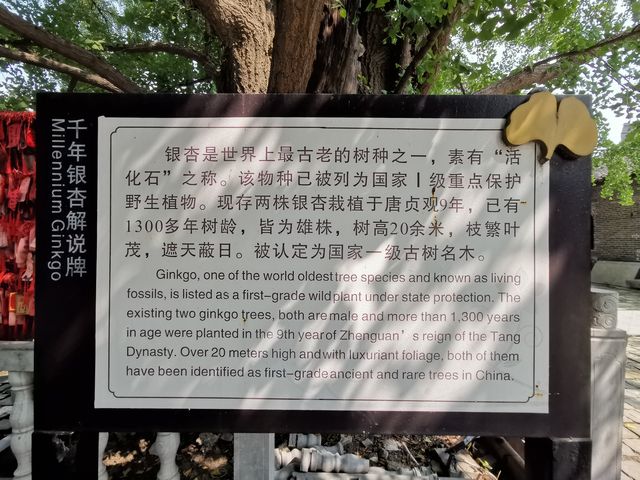 千年银杏解说牌
Millennium Ginkgo
银杏是世界上最古老的树种之一，素有“活
化石”之称。该物种已被列为国家Ⅰ级重点保护
野生植物。现存两株银杏栽植于唐贞观9年，已有
1300多年树龄，皆为雄株，树高20余米，枝繁叶
茂，遮天蔽日。被认定为国家一级古树名木。
Ginkgo, one of the world oldest tree species and known as living
fossils, is listed as a first-grade wild plant under state protection. The
existing two ginkgo trees, both are male and more than 1,300 years
in age were planted in the 9th year of Zhenguan’s reign of the Tang
Dynasty. Over 20 meters high and with luxuriant foliage, both of them
have been identified as first-grade ancient and rare trees in China.